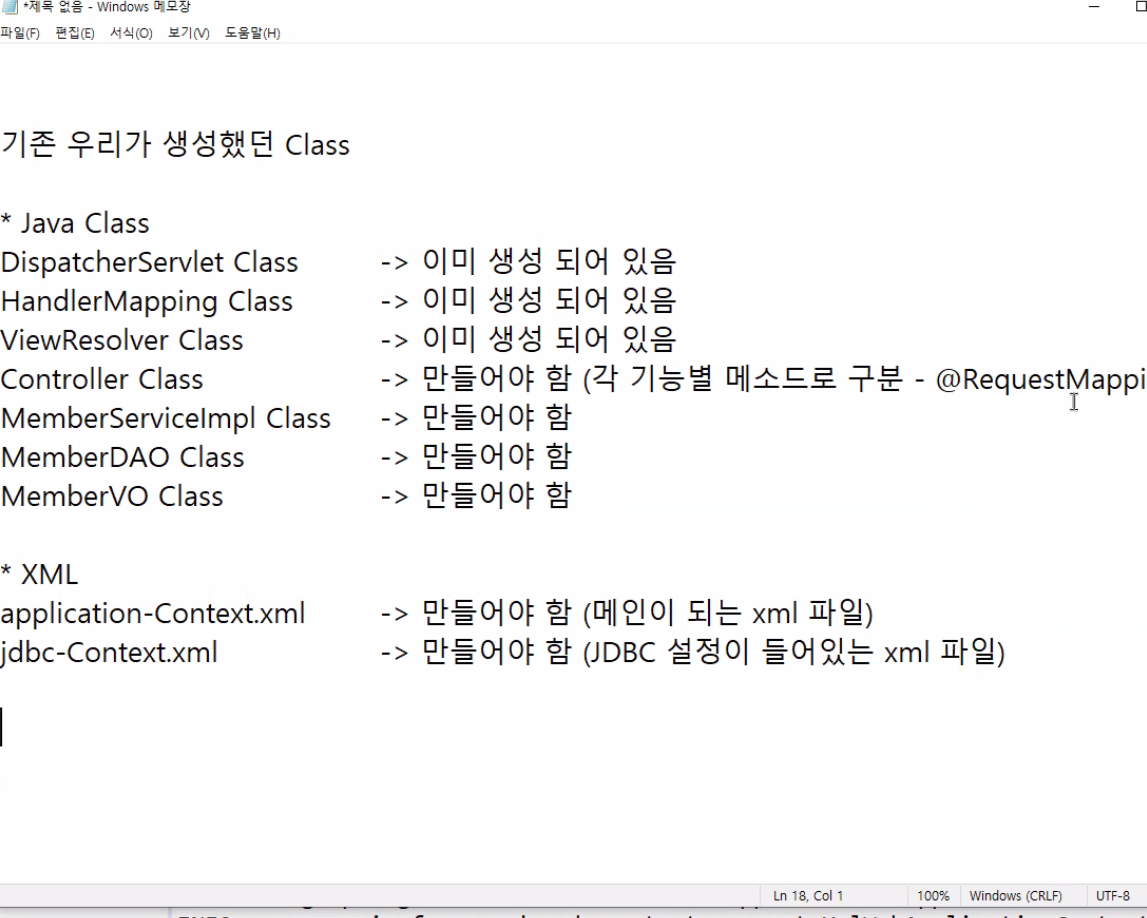 *제목 없음 - Windows 메모장
파일(F) 편집(E) 서식(O) 보기(V) 도움말(H)
기존 우리가 생성했던 Class
* Java Class
DispatcherServlet Class -> 이미 생성 되어 있음
HandlerMapping Class -> 이미 생성 되어 있음
ViewResolver Class -> 이미 생성 되어 있음
Controller Class -> 만들어야 함 (각 기능별 메소드로 구분 - @RequestMappi
MemberServiceImpl Class -> 만들어야 함
MemberDAO Class -> 만들어야 함
MemberVO Class -> 만들어야 함
* XML
application-Context.xml -> 만들어야 함 (메인이 되는 xml 파일)
jdbc-Context.xml -> 만들어야 함 (JDBC 설정이 들어있는 xml 파일)
Ln 18, Col 1 100% Windows (CRLF) UTF-8